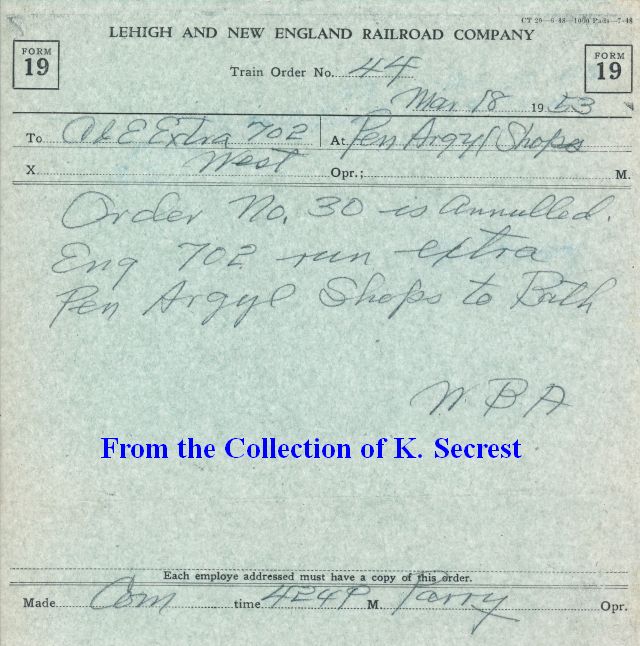 CT 29—6-48—1000 Pads—7-48
LEHIGH AND NEW ENGLAND RAILROAD COMPANY
FORM
19
FORM
19
Train Order No. 44
Mar 18 1953
To C&E Extra 702 At Pen Argyl Shops
X West Opr.; M.
Order No. 30 is annulled.
Eng 702 run extra
Pen Argyl Shops to Bath
W. B A
From the Collection of K. Secrest
Each employe addressed must have a copy of this order.
Made Com time 424P M. Parry Opr.